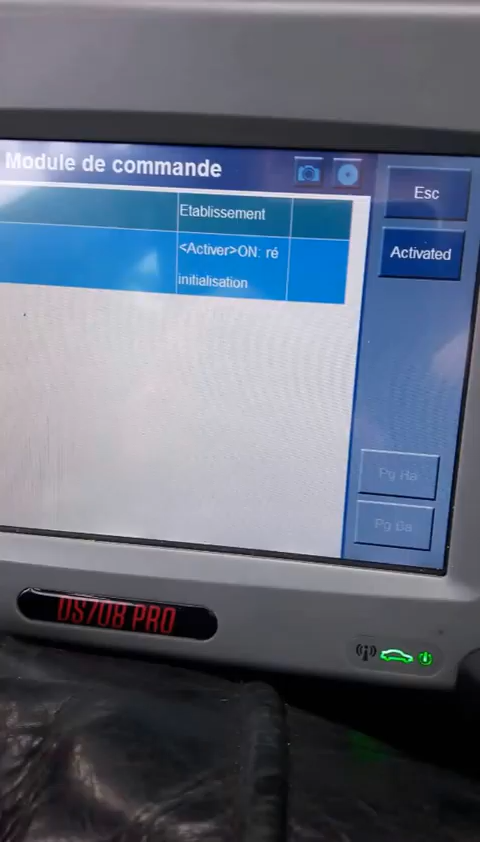 Module de commande
Esc
Etablissement
Activated
<Activer>ON: ré
initialisation
Pg Ha
Pg Ba
DS708 PRO